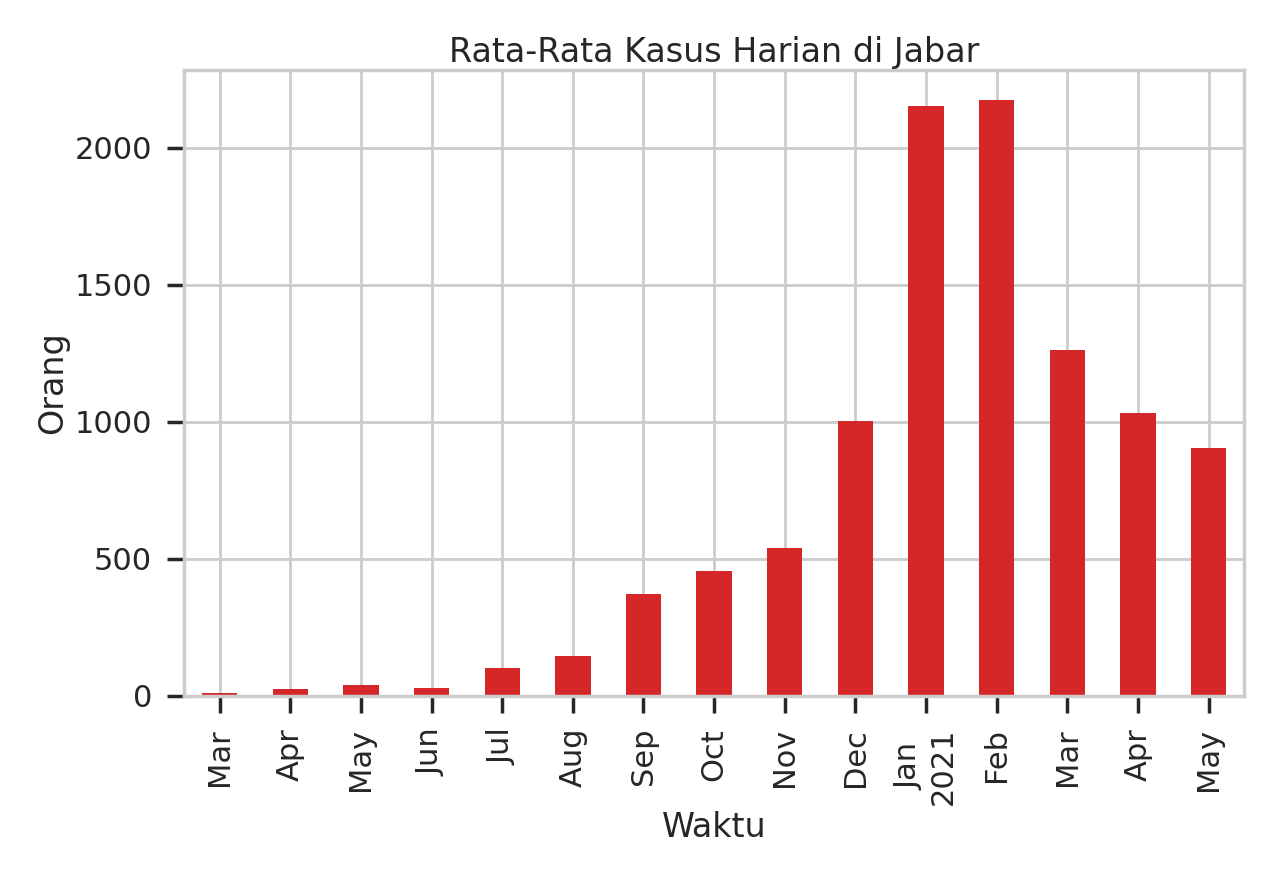 Rata-Rata Kasus Harian di Jabar
Orang
2000
1500
1000
500
0
Mar
Apr
May
Jun
Jul
Aug
Sep
Oct
Nov
Dec
Jan
2021
Feb
Mar
Apr
May
Waktu